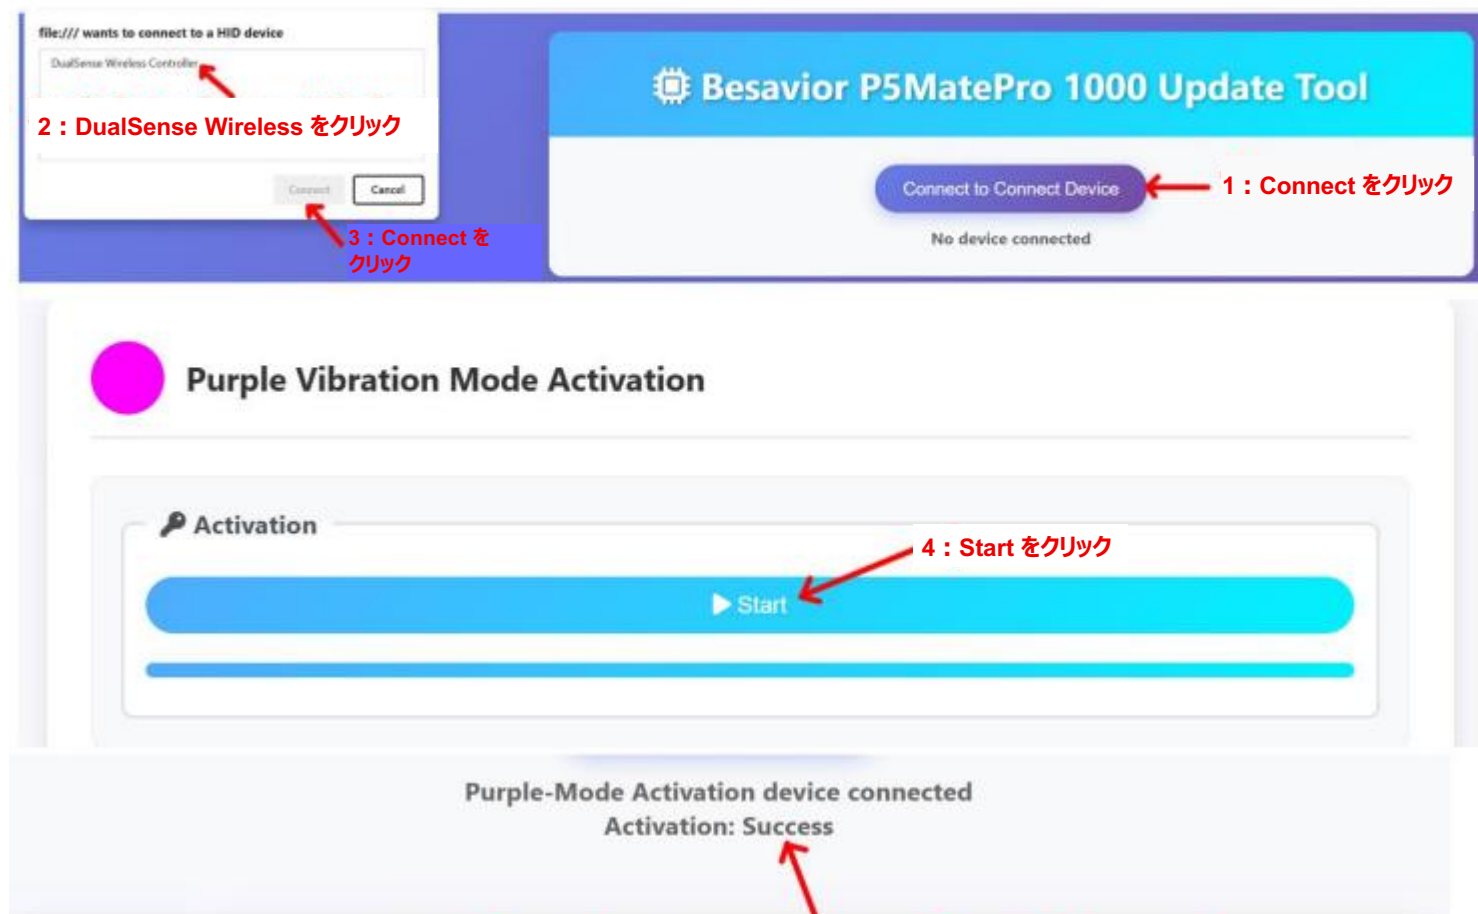 file:/// wants to connect to a HID device
DualSense Wireless Controller
2：DualSense Wireless をクリック
Connect
Cancel
3：Connect を
クリック
Besavior P5MatePro 1000 Update Tool
Connect to Connect Device
1：Connect をクリック
No device connected
Purple Vibration Mode Activation
Activation
4：Start をクリック
Start
Purple-Mode Activation device connected
Activation: Success